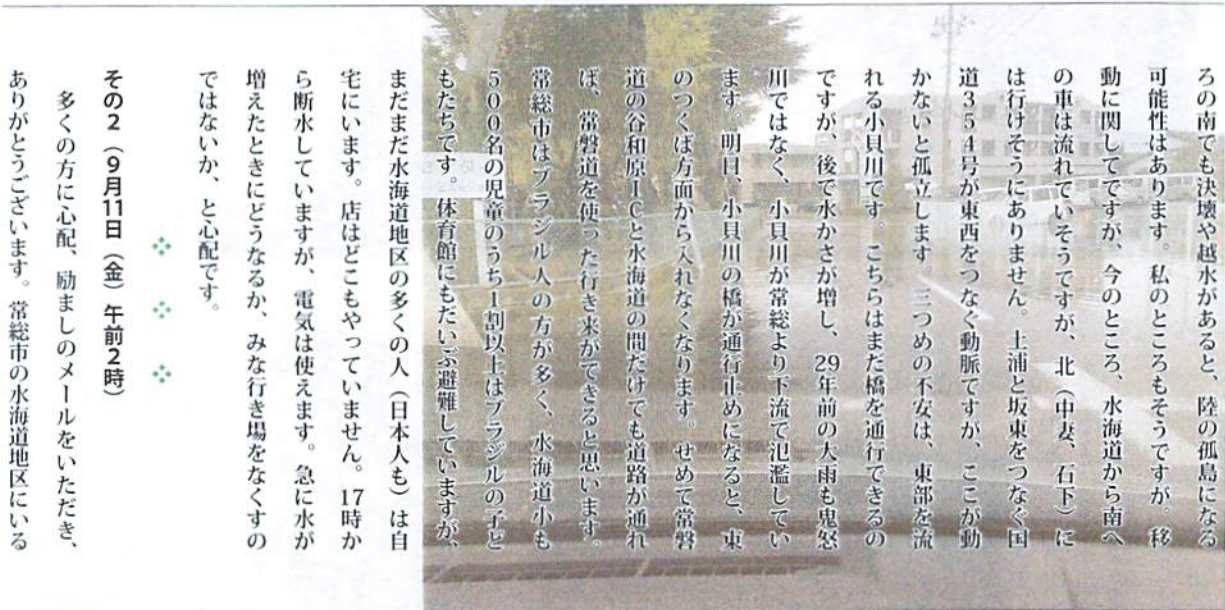 ろの南でも決壊や越水があると、陸の孤島になる
可能性はあります。私のところもそうですが。移
動に関してですが、今のところ、水海道から南へ
の車は流れていそうですが、北（中妻、石下）に
は行けそうにありません。土浦と坂東をつなぐ国
道354号が東西をつなぐ動脈ですが、ここが動
かないと孤立します。三つめの不安は、東部を流
れる小貝川です。こちらはまだ橋を通行できるの
ですが、後で水かさが増し、29年前の大雨も鬼怒
川ではなく、小貝川が常総より下流で氾濫してい
ます。明日、小貝川の橋が通行止めになると、東
のつくば方面から入れなくなります。せめて常磐
道の谷和原ICと水海道の間だけでも道路が通れ
ば、常磐道を使った行き来ができると思います。
常総市はブラジル人の方が多く、水海道小も
500名の児童のうち1割以上はブラジルの子ど
もたちです。体育館にもだいぶ避難していますが、
まだまだ水海道地区の多くの人（日本人も）は自
宅にいます。店はどこもやっていません。17時か
ら断水していますが、電気は使えます。急に水が
増えたときにどうなるか、みな行き場をなくすの
ではないか、と心配です。
その2（9月11日（金）午前2時）
多くの方に心配、励ましのメールをいただき、
ありがとうございます。常総市の水海道地区にいる